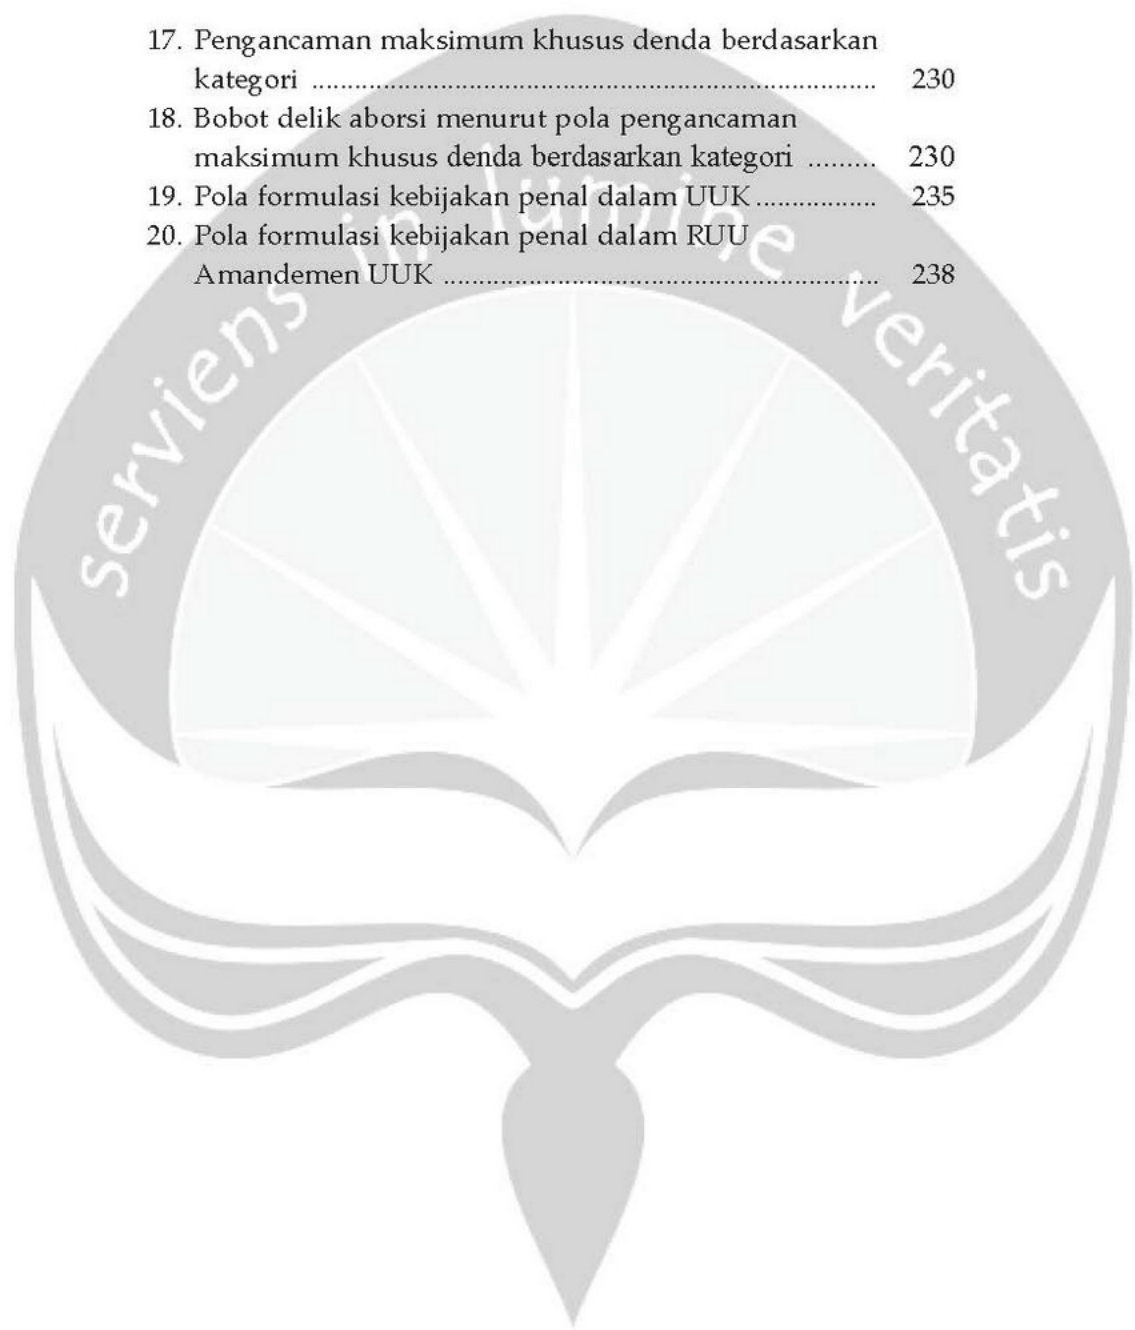 17. Pengancaman maksimum khusus denda berdasarkan
kategori .................................................................. 230
18. Bobot delik aborsi menurut pola pengancaman
maksimum khusus denda berdasarkan kategori ......... 230
19. Pola formulasi kebijakan penal dalam UUK ................. 235
20. Pola formulasi kebijakan penal dalam RUU
Amandemen UUK ................................................... 238
serviens in lumine veritatis